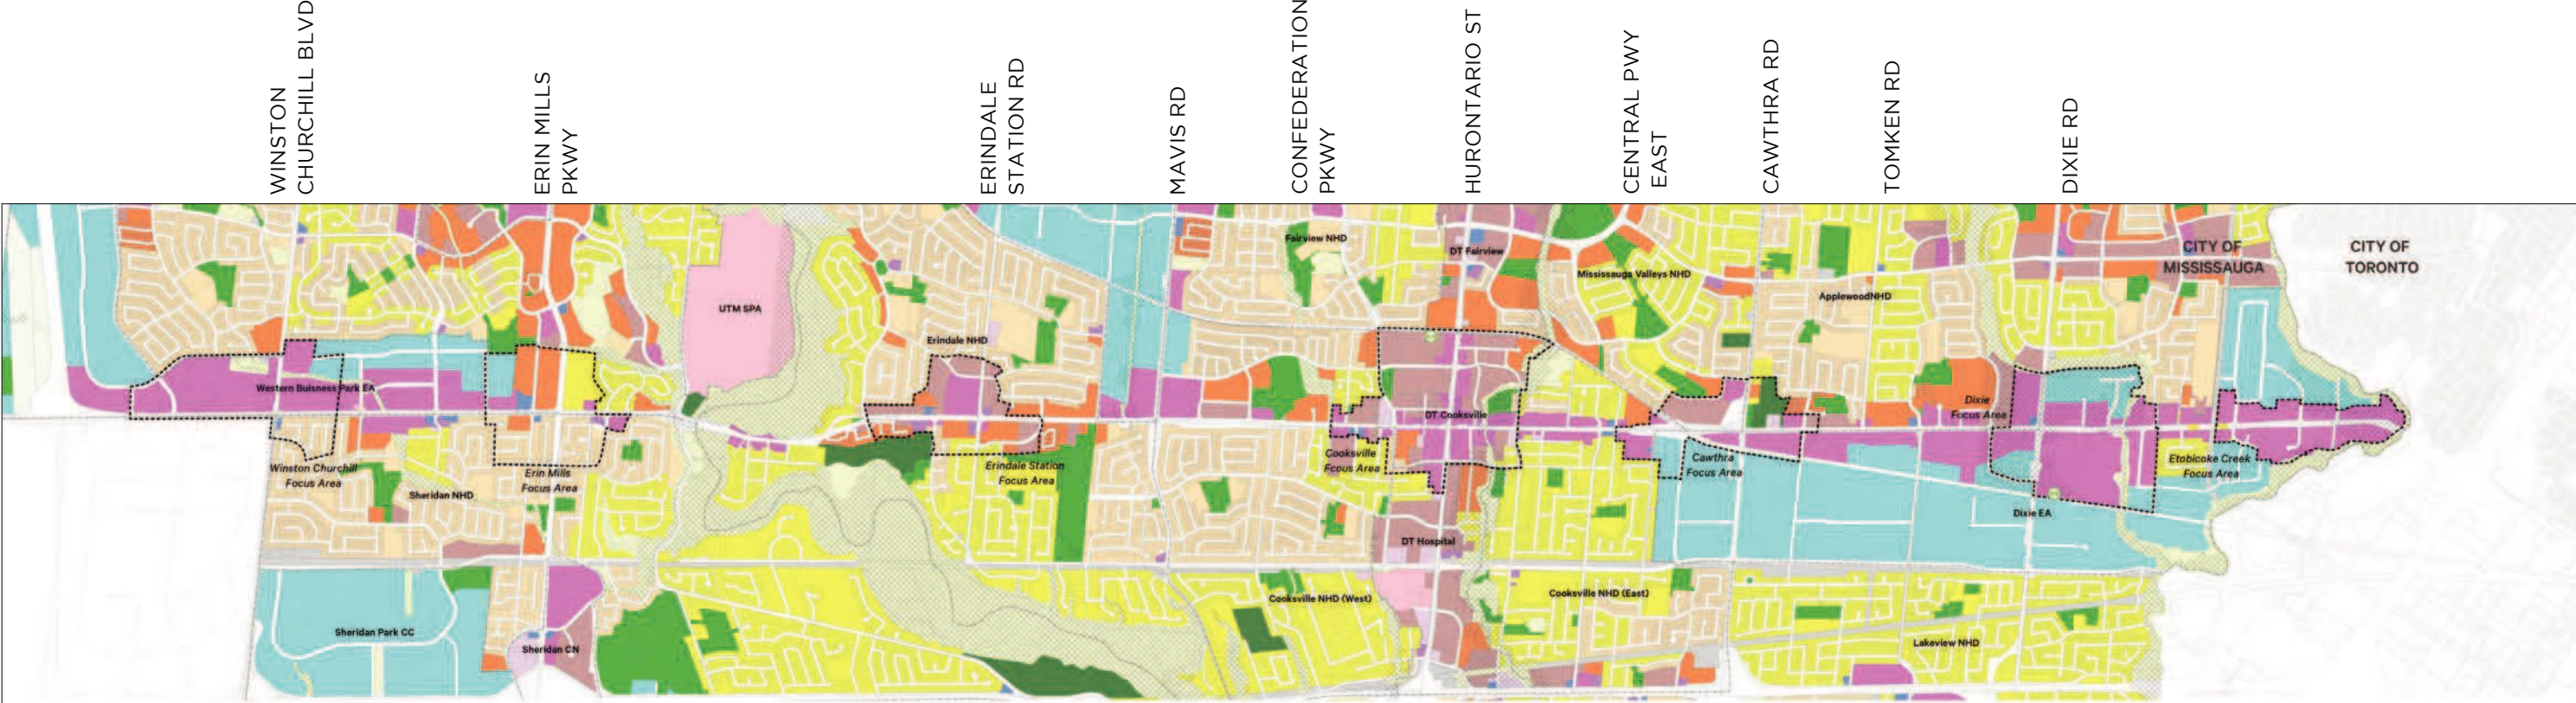 WINSTON
CHURCHILL BLVD
ERIN MILLS
PKWY
ERINDALE
STATION RD
MAVIS RD
CONFEDERATION
PKWY
HURONTARIO ST
CENTRAL PWY
EAST
CAWTHRA RD
TOMKEN RD
DIXIE RD
Fairview NHD
DT Fairview
CITY OF
MISSISSAUGA
CITY OF
TORONTO
Mississauga Valleys NHD
ApplewoodNHD
UTM SPA
Erindale NHD
Western Buisness Park EA
Dixie
Focus Area
DT Cooksville
Winston Churchill
Focus Area
Erin Mills
Focus Area
Erindale Station
Focus Area
Cooksville
Fcous Area
Cawthra
Focus Area
Etobicoke Creek
Focus Area
Sheridan NHD
Dixie EA
DT Hospital
Cooksville NHD (West)
Cooksville NHD (East)
Sheridan Park CC
Sheridan CN
Lakeview NHD